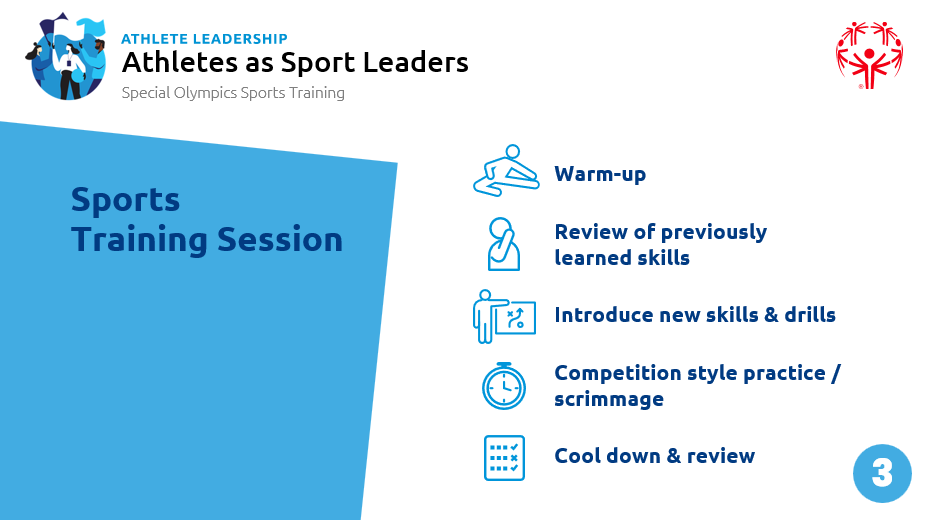 ATHLETE LEADERSHIP
Athletes as Sport Leaders
Special Olympics Sports Training
Sports
Training Session
Warm-up
Review of previously
learned skills
Introduce new skills & drills
Competition style practice /
scrimmage
Cool down & review
3
®